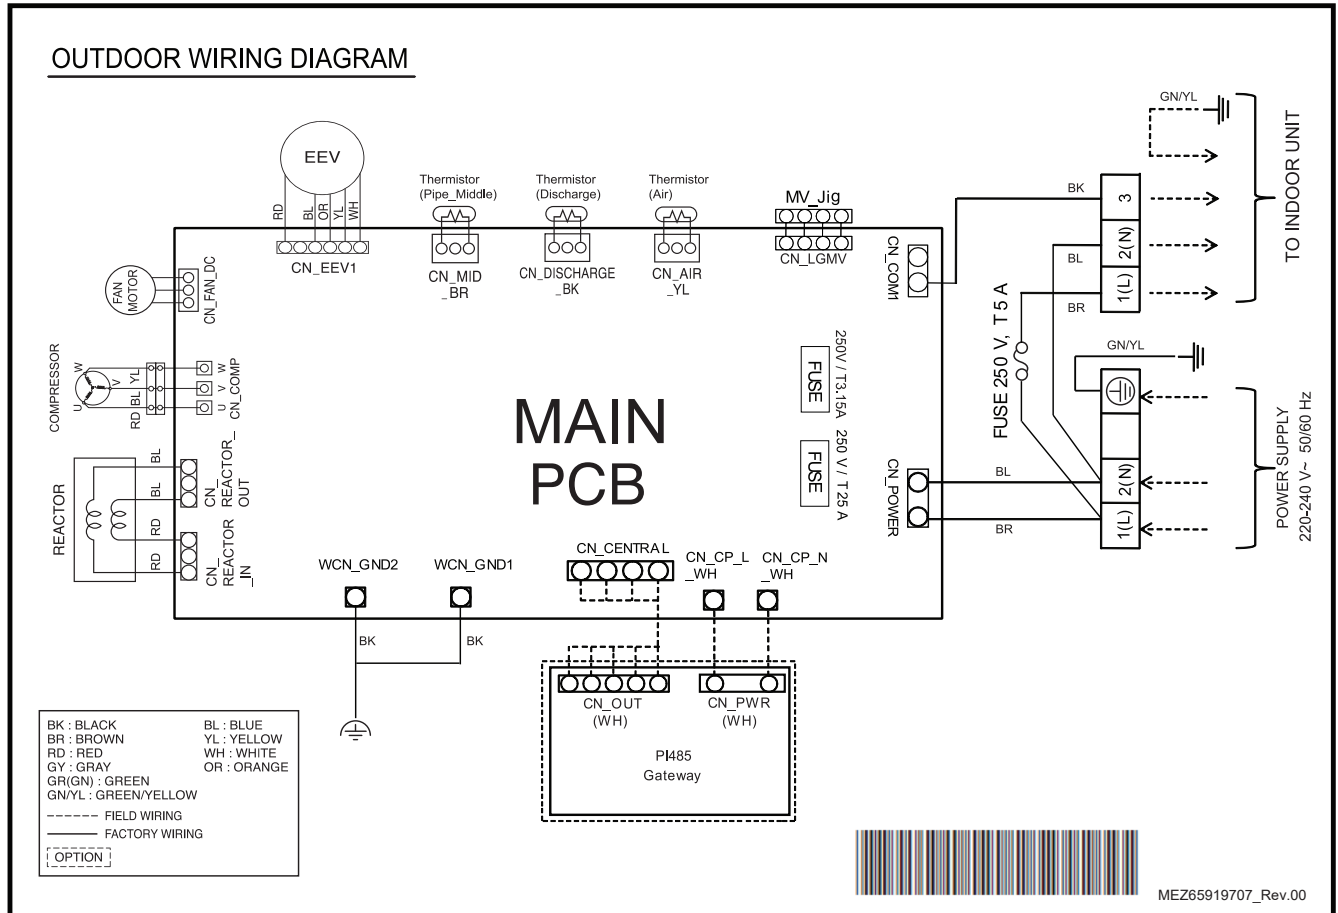 OUTDOOR WIRING DIAGRAM
EEV
RD
BL
OR
YL
WH
CN_EEV1
Thermistor
(Pipe_Middle)
CN_MID
_BR
Thermistor
(Discharge)
CN_DISCHARGE
_BK
Thermistor
(Air)
CN_AIR
_YL
MV_Jig
CN_LGMV
CN_COM1
FAN
MOTOR
CN_FAN_DC
COMPRESSOR
W
V
U
YL
BL
RD
W
V
U
CN_COMP
REACTOR
BL
BL
RD
RD
CN_
REACTOR_
OUT
CN_
REACTOR
_IN
MAIN
PCB
250V / T3.15A
FUSE
250 V / T 25 A
FUSE
CN_POWER
BK
BL
BR
FUSE 250 V, T 5 A
GN/YL
3
2(N)
1(L)
TO INDOOR UNIT
GN/YL
BL
BR
2(N)
1(L)
POWER SUPPLY
220-240 V~ 50/60 Hz
WCN_GND2
WCN_GND1
BK
BK
CN_CENTRAL
CN_CP_L
_WH
CN_CP_N
_WH
CN_OUT
(WH)
CN_PWR
(WH)
PI485
Gateway
BK : BLACK
BR : BROWN
RD : RED
GY : GRAY
GR(GN) : GREEN
GN/YL : GREEN/YELLOW
BL : BLUE
YL : YELLOW
WH : WHITE
OR : ORANGE
FIELD WIRING
FACTORY WIRING
OPTION
MEZ65919707_Rev.00